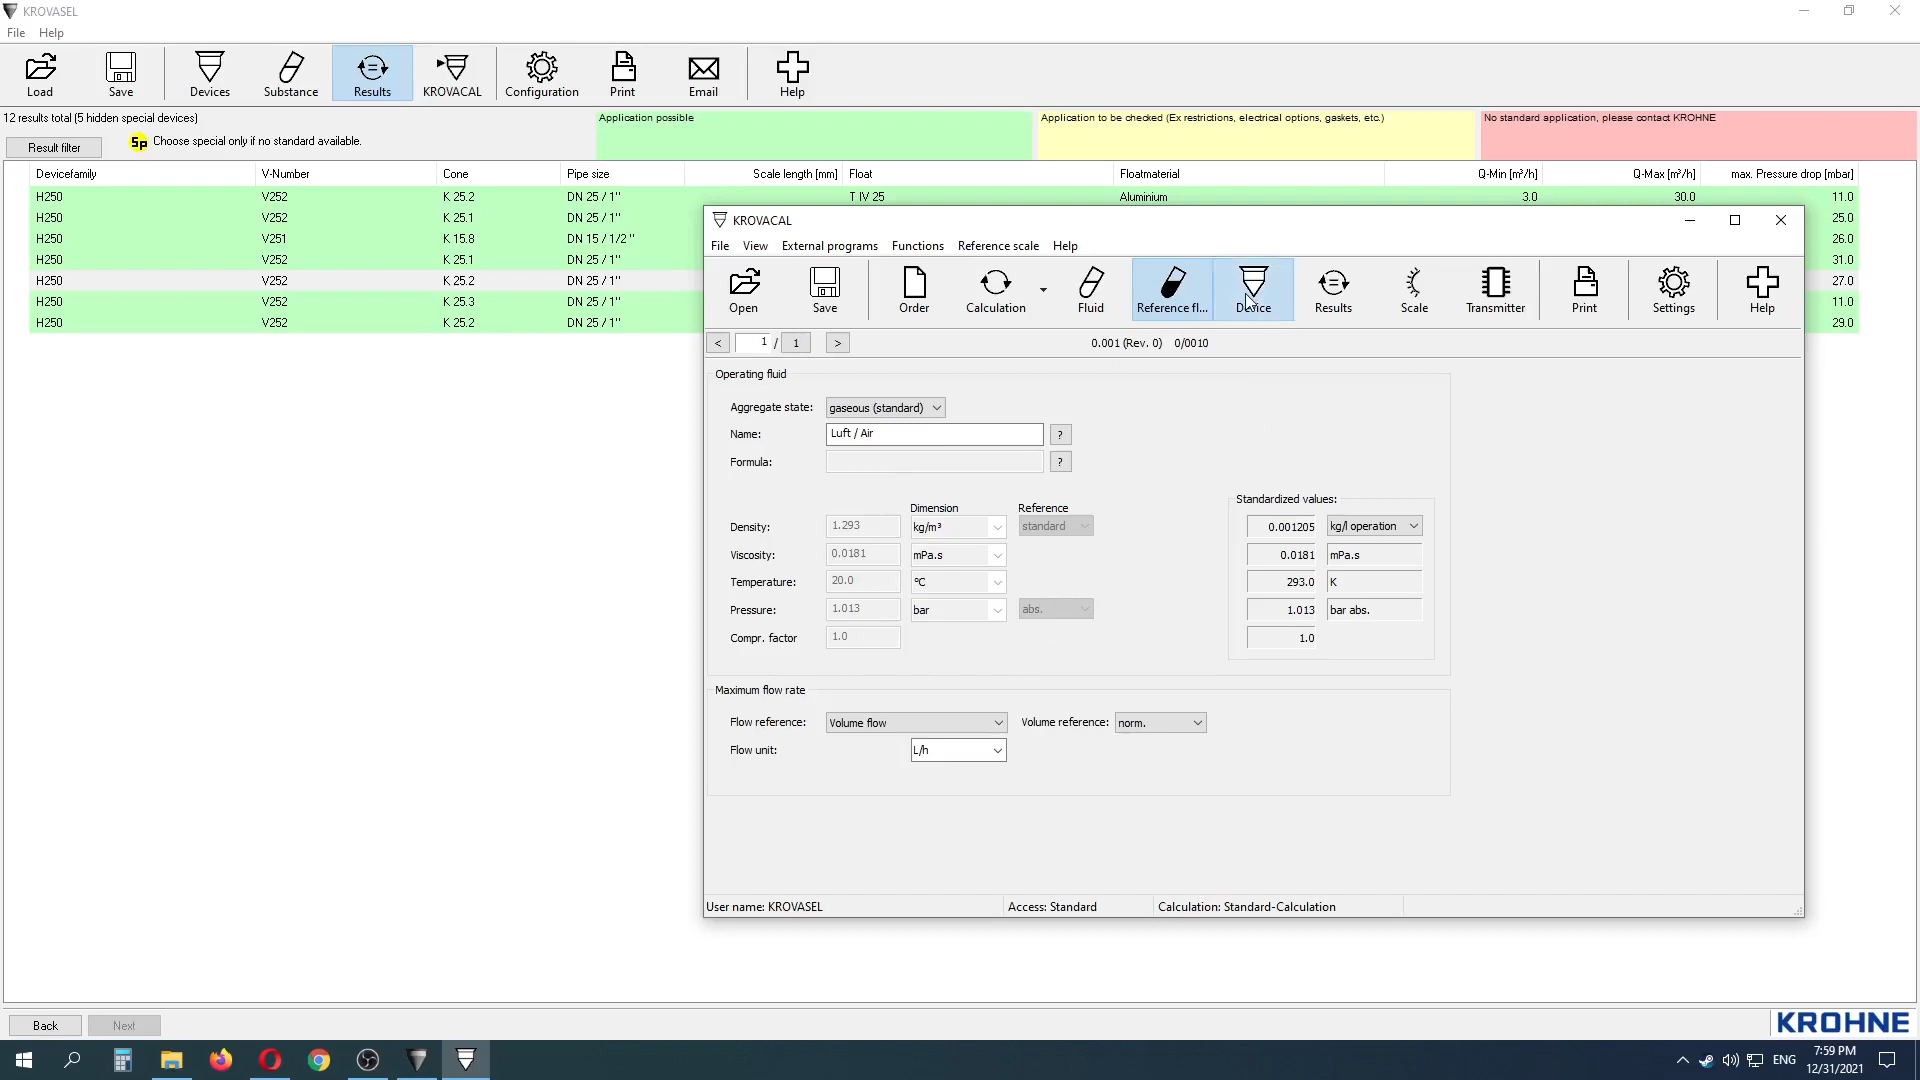 KROVASEL
File Help
Load Save Devices Substance Results KROVACAL Configuration Print Email Help
12 results total (5 hidden special devices)
Application possible
Application to be checked (Ex restrictions, electrical options, gaskets, etc.)
No standard application, please contact KROHNE
Result filter
Sp Choose special only if no standard available.
Devicefamily V-Number Cone Pipe size Scale length [mm] Float Floatmaterial Q-Min [m³/h] Q-Max [m³/h] max. Pressure drop [mbar]
H250 V252 K 25.2 DN 25 / 1" T IV 25 Aluminium 3.0 30.0 11.0
H250 V252 K 25.1 DN 25 / 1" 25.0
H250 V251 K 15.8 DN 15 / 1/2 " 26.0
H250 V252 K 25.1 DN 25 / 1" 31.0
H250 V252 K 25.2 DN 25 / 1" 27.0
H250 V252 K 25.3 DN 25 / 1" 11.0
H250 V252 K 25.2 DN 25 / 1" 29.0
KROVACAL
File View External programs Functions Reference scale Help
Open Save Order Calculation Fluid Reference fl... Device Results Scale Transmitter Print Settings Help
< 1 / 1 > 0.001 (Rev. 0) 0/0010
Operating fluid
Aggregate state: gaseous (standard)
Name: Luft / Air ?
Formula: ?
Dimension Reference Standardized values:
Density: 1.293 kg/m³ standard 0.001205 kg/l operation
Viscosity: 0.0181 mPa.s 0.0181 mPa.s
Temperature: 20.0 °C 293.0 K
Pressure: 1.013 bar abs. 1.013 bar abs.
Compr. factor 1.0 1.0
Maximum flow rate
Flow reference: Volume flow Volume reference: norm.
Flow unit: L/h
User name: KROVASEL Access: Standard Calculation: Standard-Calculation
Back Next
KROHNE
ENG
7:59 PM
12/31/2021